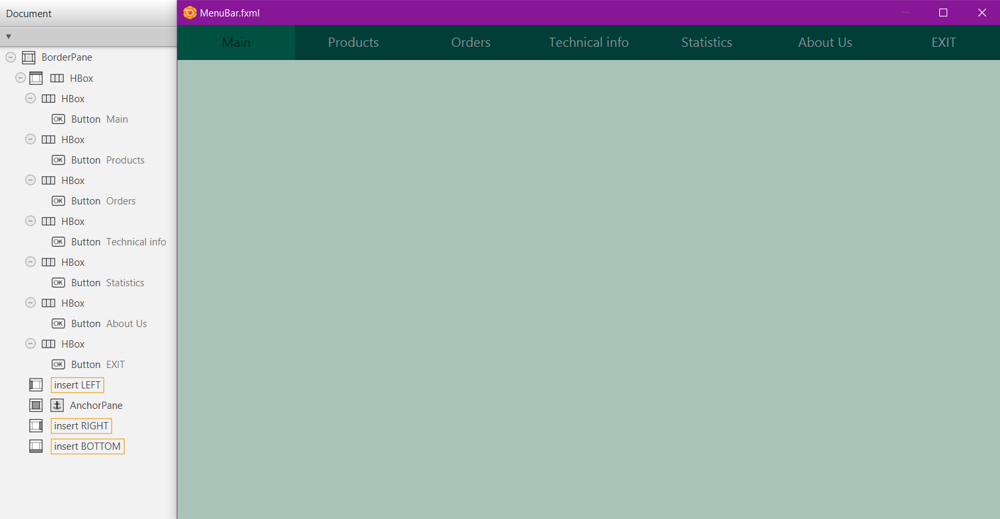 Document
BorderPane
HBox
HBox
Button Main
HBox
Button Products
HBox
Button Orders
HBox
Button Technical info
HBox
Button Statistics
HBox
Button About Us
HBox
Button EXIT
insert LEFT
AnchorPane
insert RIGHT
insert BOTTOM
MenuBar.fxml
Main Products Orders Technical info Statistics About Us EXIT